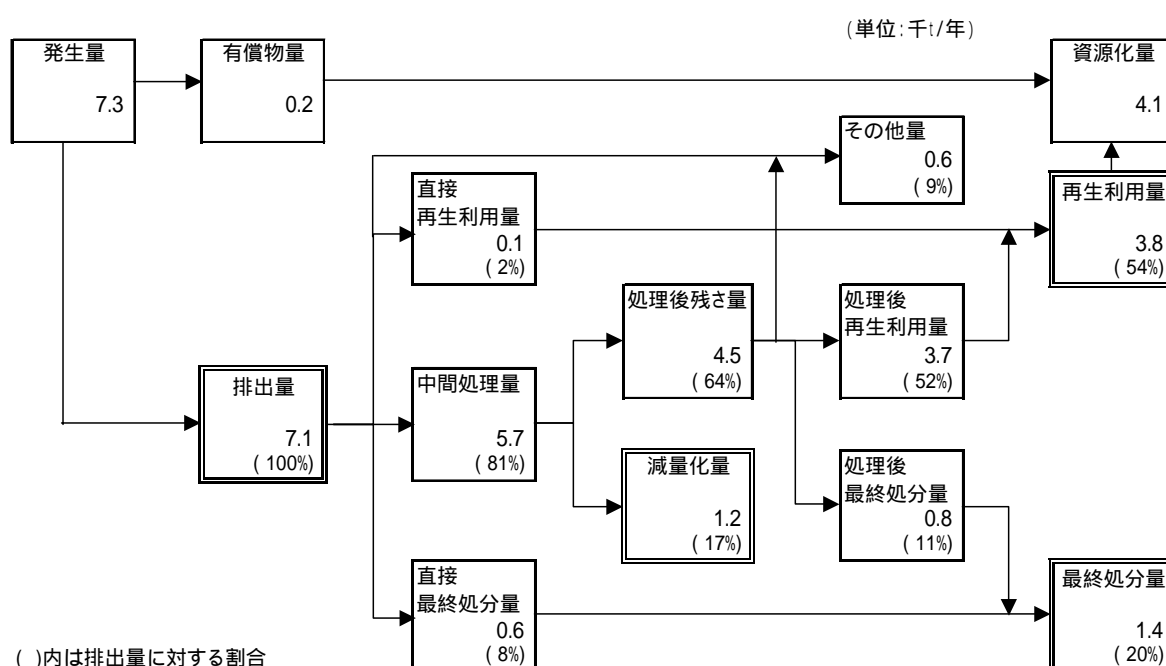 (単位:千t/年)
発生量
7.3
有償物量
0.2
資源化量
4.1
その他量
0.6
( 9%)
直接
再生利用量
0.1
( 2%)
再生利用量
3.8
( 54%)
処理後残さ量
4.5
( 64%)
処理後
再生利用量
3.7
( 52%)
排出量
7.1
( 100%)
中間処理量
5.7
( 81%)
減量化量
1.2
( 17%)
処理後
最終処分量
0.8
( 11%)
直接
最終処分量
0.6
( 8%)
最終処分量
1.4
( 20%)
( )内は排出量に対する割合